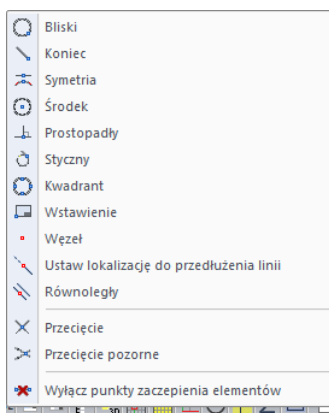 Bliski
Koniec
Symetria
Środek
Prostopadły
Styczny
Kwadrant
Wstawienie
Węzeł
Ustaw lokalizację do przedłużenia linii
Równoległy
Przecięcie
Przecięcie pozorne
Wyłącz punkty zaczepienia elementów